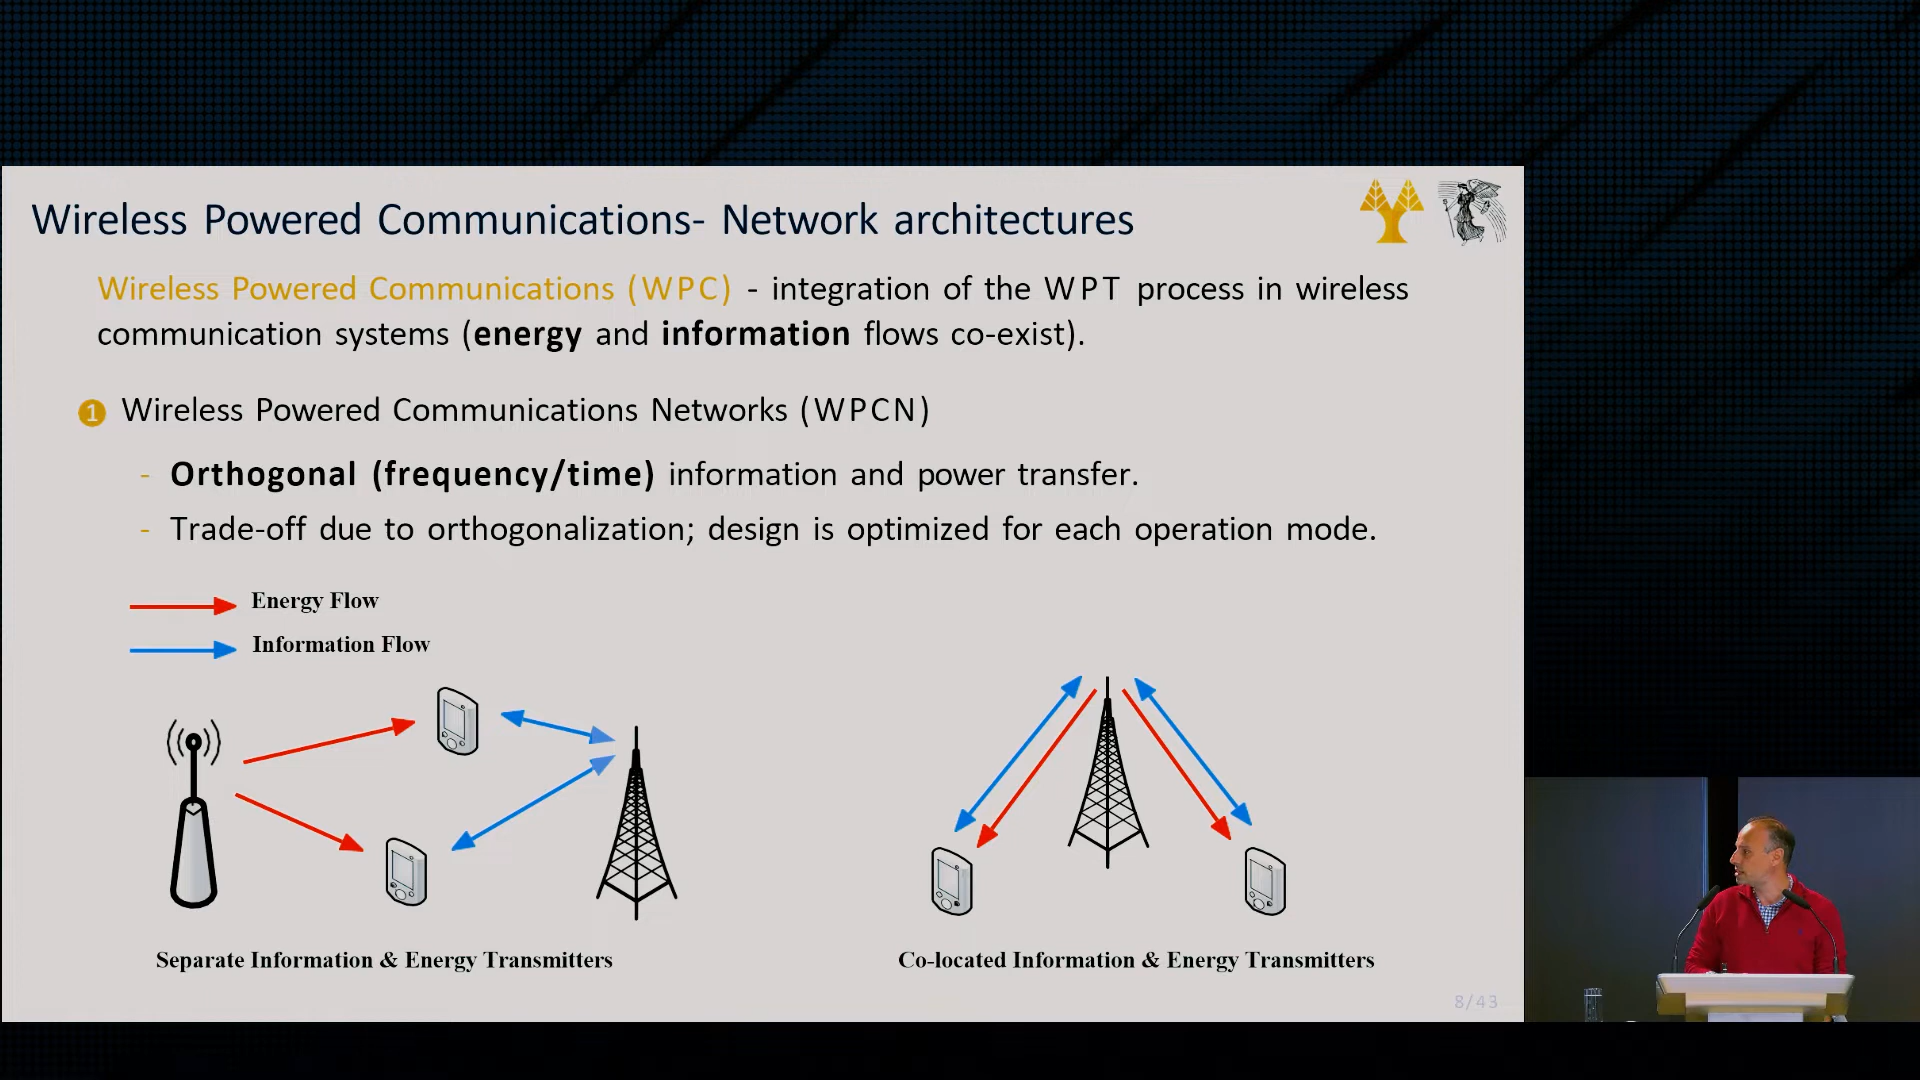 Wireless Powered Communications- Network architectures
Wireless Powered Communications (WPC) - integration of the WPT process in wireless
communication systems (energy and information flows co-exist).
1 Wireless Powered Communications Networks (WPCN)
- Orthogonal (frequency/time) information and power transfer.
- Trade-off due to orthogonalization; design is optimized for each operation mode.
Energy Flow
Information Flow
Separate Information & Energy Transmitters
Co-located Information & Energy Transmitters
8/43